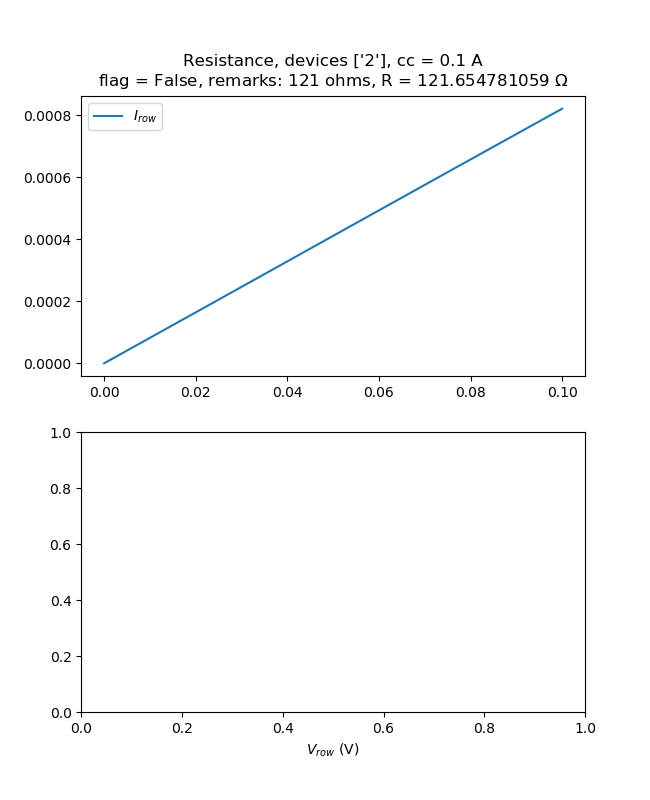 Resistance, devices ['2'], cc = 0.1 A
flag = False, remarks: 121 ohms, R = 121.654781059 Ω
I_row
0.0008
0.0006
0.0004
0.0002
0.0000
0.00 0.02 0.04 0.06 0.08 0.10
1.0
0.8
0.6
0.4
0.2
0.0
0.0 0.2 0.4 0.6 0.8 1.0
V_row (V)